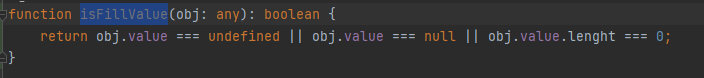 function isFillValue(obj: any): boolean {
    return obj.value === undefined || obj.value === null || obj.value.lenght === 0;
}